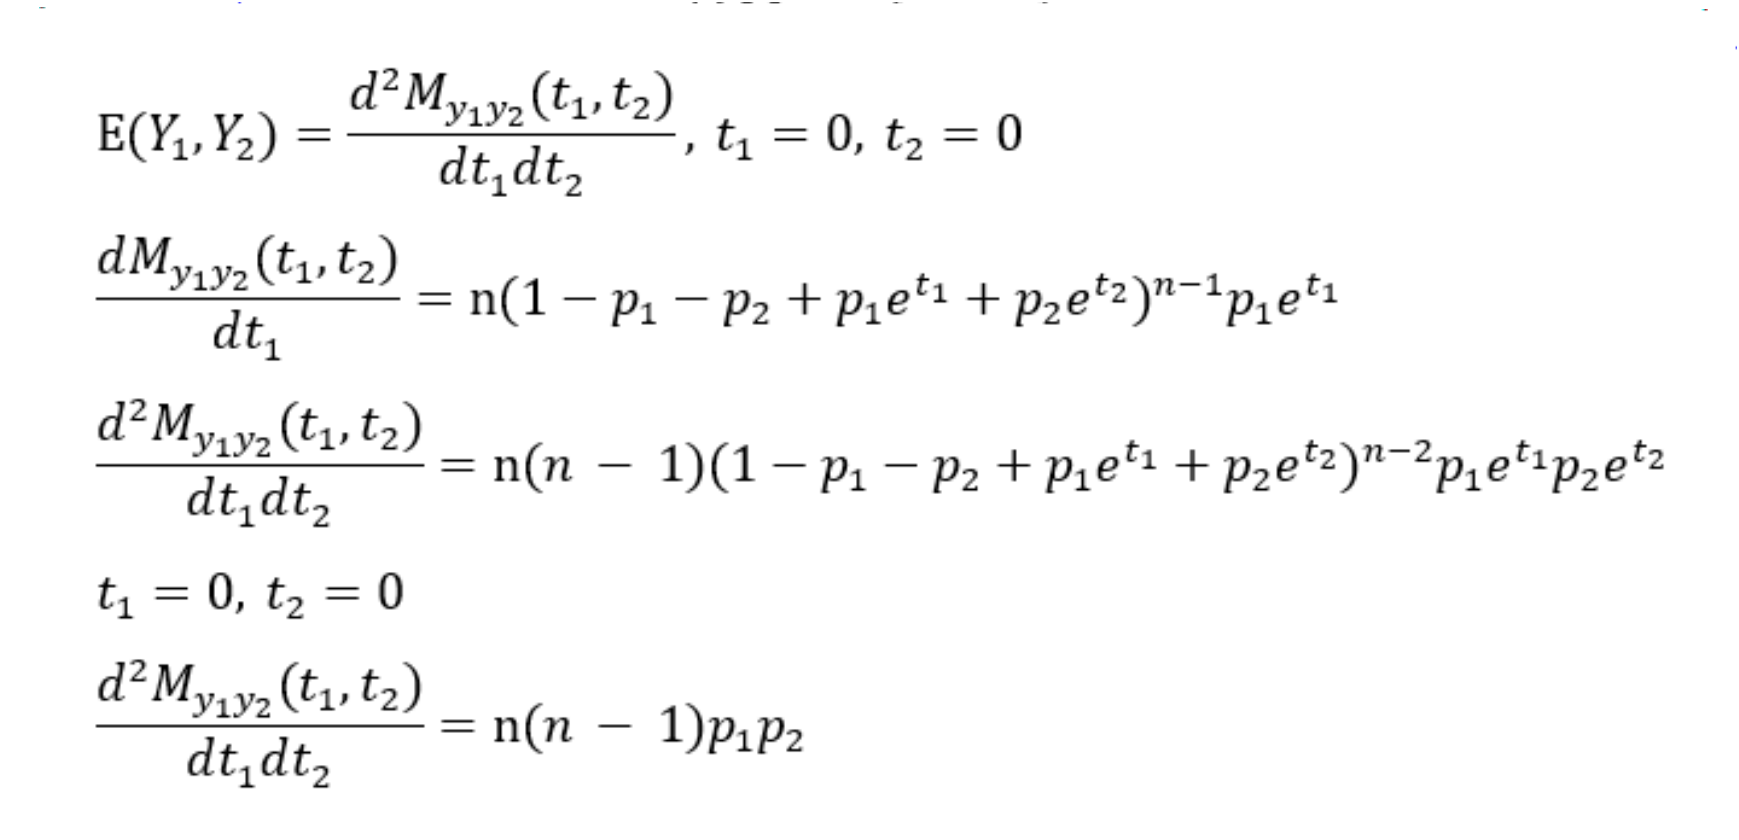 E(Y₁, Y₂) = d²M_{y₁y₂}(t₁, t₂) / dt₁dt₂ , t₁ = 0, t₂ = 0
dM_{y₁y₂}(t₁, t₂) / dt₁ = n(1 − p₁ − p₂ + p₁e^{t₁} + p₂e^{t₂})^{n−1}p₁e^{t₁}
d²M_{y₁y₂}(t₁, t₂) / dt₁dt₂ = n(n − 1)(1 − p₁ − p₂ + p₁e^{t₁} + p₂e^{t₂})^{n−2}p₁e^{t₁}p₂e^{t₂}
t₁ = 0, t₂ = 0
d²M_{y₁y₂}(t₁, t₂) / dt₁dt₂ = n(n − 1)p₁p₂